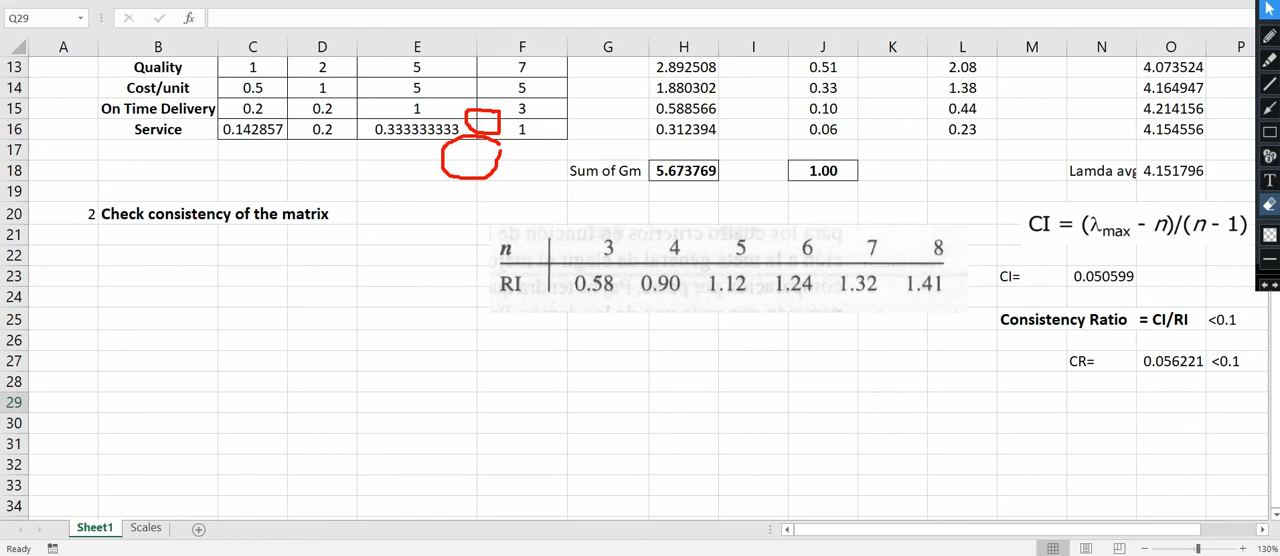 Q29 fx
A B C D E F G H I J K L M N O P
13 Quality 1 2 5 7 2.892508 0.51 2.08 4.073524
14 Cost/unit 0.5 1 5 5 1.880302 0.33 1.38 4.164947
15 On Time Delivery 0.2 0.2 1 3 0.588566 0.10 0.44 4.214156
16 Service 0.142857 0.2 0.333333333 1 0.312394 0.06 0.23 4.154556
17
18 Sum of Gm 5.673769 1.00 Lamda avg 4.151796
19
20 2 Check consistency of the matrix
CI = (λmax - n)/(n - 1)
21
n 3 4 5 6 7 8
22
23 CI= 0.050599
RI 0.58 0.90 1.12 1.24 1.32 1.41
24
25 Consistency Ratio = CI/RI <0.1
26
27 CR= 0.056221 <0.1
28
29
30
31
32
33
34
Sheet1 Scales
Ready 130%